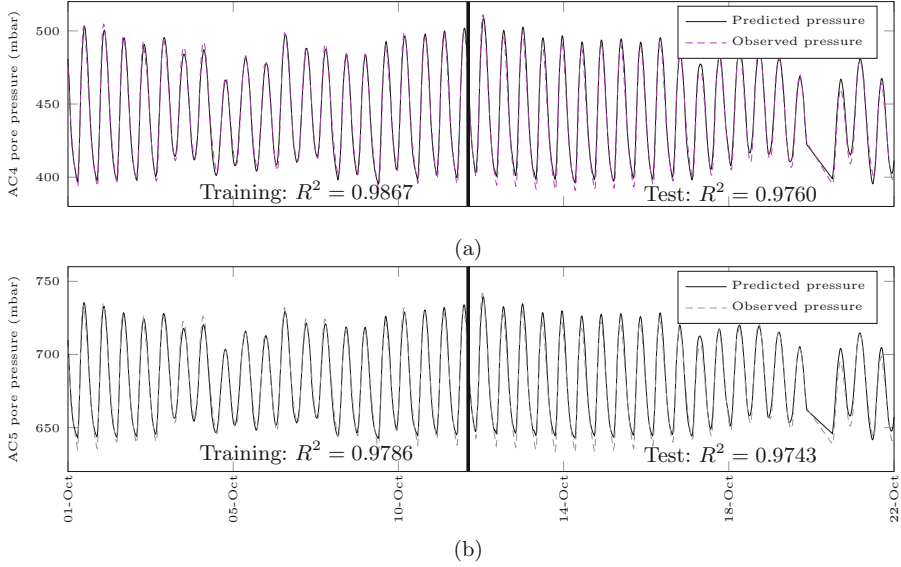 500
450
400
AC4 pore pressure (mbar)
Predicted pressure
Observed pressure
Training: R² = 0.9867
Test: R² = 0.9760
(a)
750
700
650
AC5 pore pressure (mbar)
Predicted pressure
Observed pressure
Training: R² = 0.9786
Test: R² = 0.9743
01-Oct
05-Oct
10-Oct
14-Oct
18-Oct
22-Oct
(b)